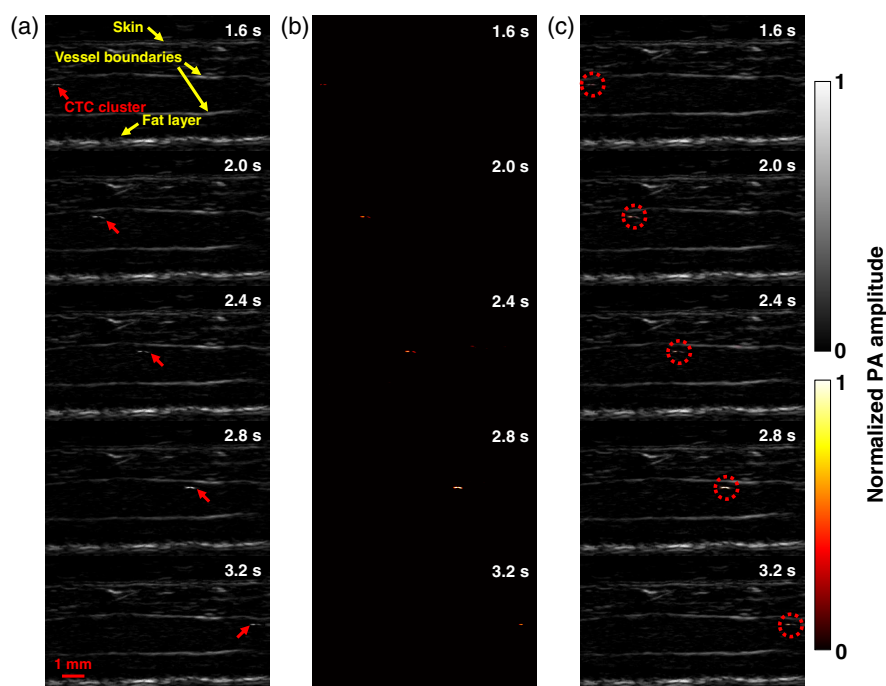 (a)
Skin
1.6 s
Vessel boundaries
CTC cluster
Fat layer
2.0 s
2.4 s
2.8 s
3.2 s
1 mm
(b)
1.6 s
2.0 s
2.4 s
2.8 s
3.2 s
(c)
1.6 s
2.0 s
2.4 s
2.8 s
3.2 s
1
0
1
0
Normalized PA amplitude